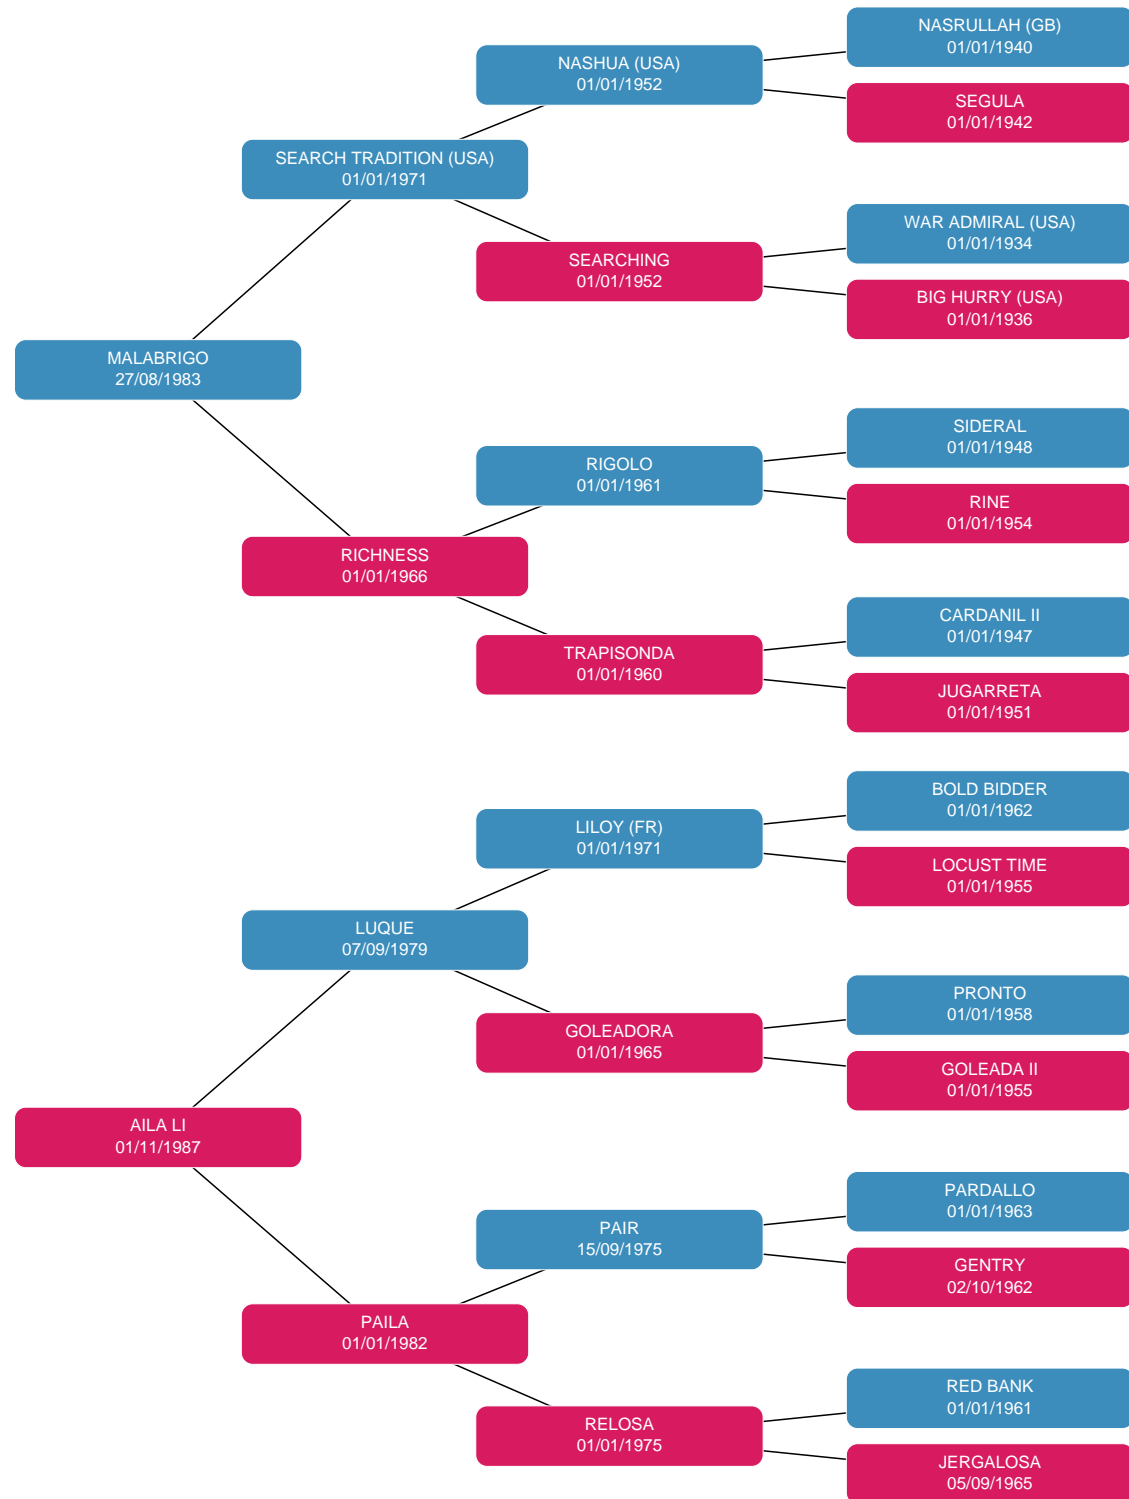 NASRULLAH (GB)
01/01/1940
NASHUA (USA)
01/01/1952
SEGULA
01/01/1942
SEARCH TRADITION (USA)
01/01/1971
WAR ADMIRAL (USA)
01/01/1934
SEARCHING
01/01/1952
BIG HURRY (USA)
01/01/1936
MALABRIGO
27/08/1983
SIDERAL
01/01/1948
RIGOLO
01/01/1961
RINE
01/01/1954
RICHNESS
01/01/1966
CARDANIL II
01/01/1947
TRAPISONDA
01/01/1960
JUGARRETA
01/01/1951
BOLD BIDDER
01/01/1962
LILOY (FR)
01/01/1971
LOCUST TIME
01/01/1955
LUQUE
07/09/1979
PRONTO
01/01/1958
GOLEADORA
01/01/1965
GOLEADA II
01/01/1955
AILA LI
01/11/1987
PARDALLO
01/01/1963
PAIR
15/09/1975
GENTRY
02/10/1962
PAILA
01/01/1982
RED BANK
01/01/1961
RELOSA
01/01/1975
JERGALOSA
05/09/1965